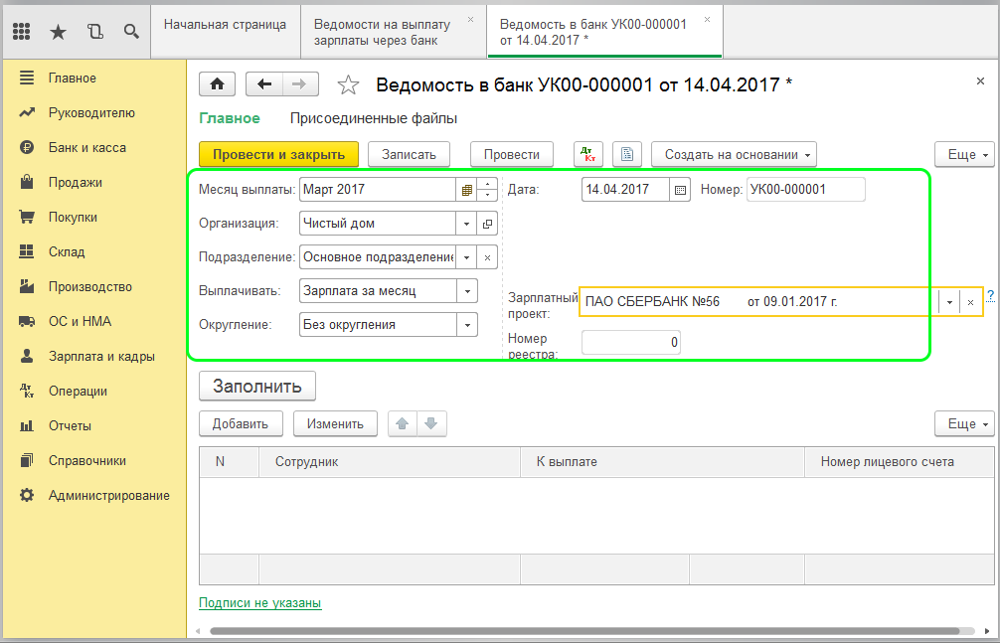 Начальная страница
Ведомости на выплату
зарплаты через банк
Ведомость в банк УК00-000001
от 14.04.2017 *
Главное
Руководителю
Банк и касса
Продажи
Покупки
Склад
Производство
ОС и НМА
Зарплата и кадры
Операции
Отчеты
Справочники
Администрирование
Ведомость в банк УК00-000001 от 14.04.2017 *
Главное Присоединенные файлы
Провести и закрыть Записать Провести Дт Кт Создать на основании Еще
Месяц выплаты: Март 2017 Дата: 14.04.2017 Номер: УК00-000001
Организация: Чистый дом
Подразделение: Основное подразделение
Выплачивать: Зарплата за месяц
Зарплатный проект: ПАО СБЕРБАНК №56 от 09.01.2017 г. ?
Округление: Без округления
Номер реестра: 0
Заполнить
Добавить Изменить Еще
N Сотрудник К выплате Номер лицевого счета
Подписи не указаны